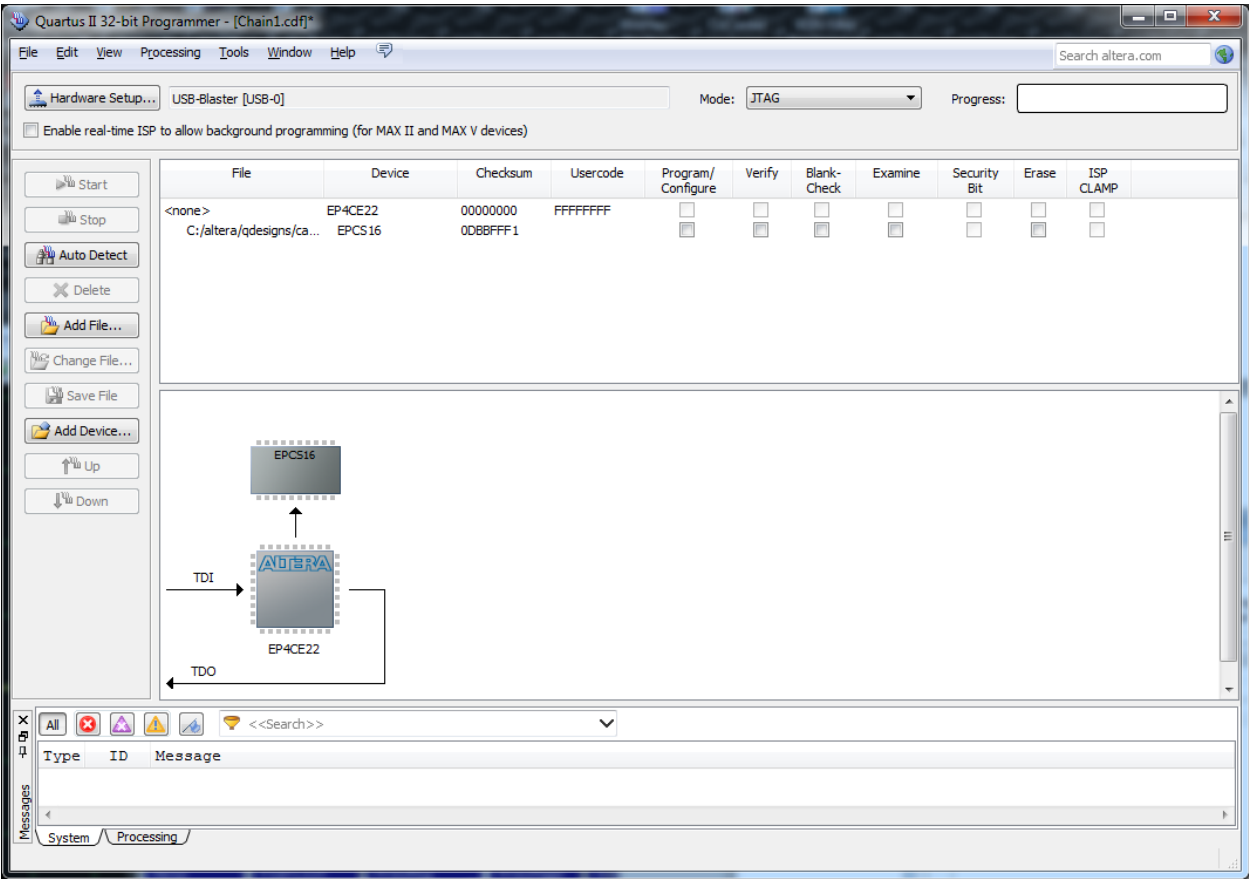 Quartus II 32-bit Programmer - [Chain1.cdf]*
File Edit View Processing Tools Window Help Search altera.com
Hardware Setup... USB-Blaster [USB-0] Mode: JTAG Progress:
Enable real-time ISP to allow background programming (for MAX II and MAX V devices)
Start
Stop
Auto Detect
Delete
Add File...
Change File...
Save File
Add Device...
Up
Down
File Device Checksum Usercode Program/ Verify Blank- Examine Security Erase ISP
Configure Check Bit CLAMP
<none> EP4CE22 00000000 FFFFFFFF
C:/altera/qdesigns/ca... EPCS16 0DBBFFF1
EPCS16
ALTERA
TDI
EP4CE22
TDO
All <<Search>>
Type ID Message
Messages
System Processing